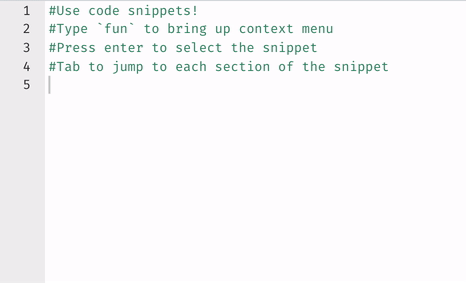 1 #Use code snippets!
2 #Type `fun` to bring up context menu
3 #Press enter to select the snippet
4 #Tab to jump to each section of the snippet
5